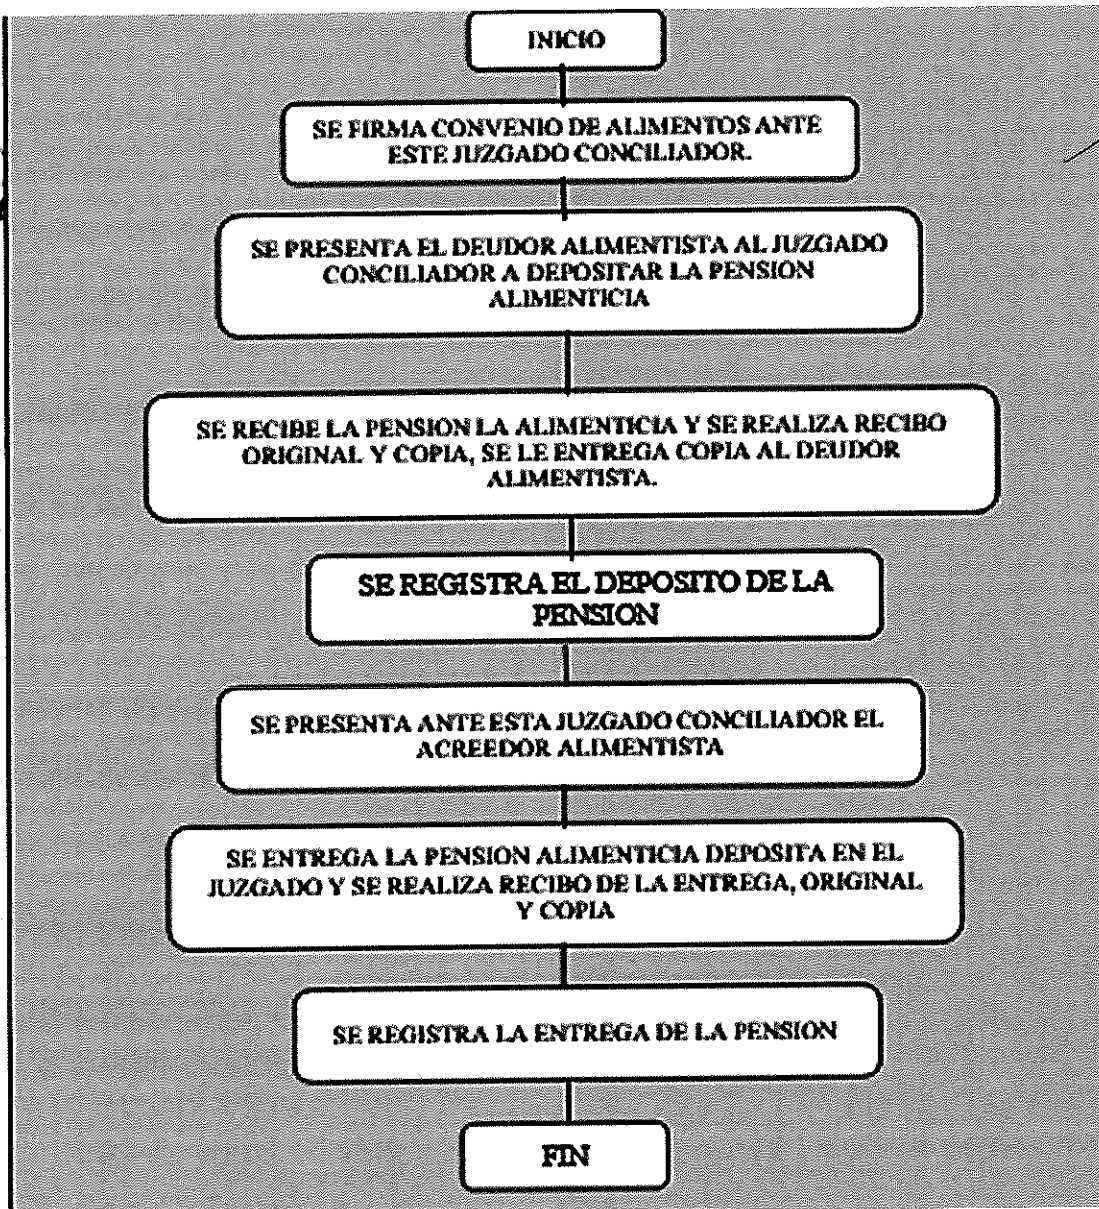 INICIO
SE FIRMA CONVENIO DE ALIMENTOS ANTE
ESTE JUZGADO CONCILIADOR.
SE PRESENTA EL DEUDOR ALIMENTISTA AL JUZGADO
CONCILIADOR A DEPOSITAR LA PENSION
ALIMENTICIA
SE RECIBE LA PENSION LA ALIMENTICIA Y SE REALIZA RECIBO
ORIGINAL Y COPIA, SE LE ENTREGA COPIA AL DEUDOR
ALIMENTISTA.
SE REGISTRA EL DEPOSITO DE LA
PENSION
SE PRESENTA ANTE ESTA JUZGADO CONCILIADOR EL
ACREEDOR ALIMENTISTA
SE ENTREGA LA PENSION ALIMENTICIA DEPOSITA EN EL
JUZGADO Y SE REALIZA RECIBO DE LA ENTREGA, ORIGINAL
Y COPIA
SE REGISTRA LA ENTREGA DE LA PENSION
FIN